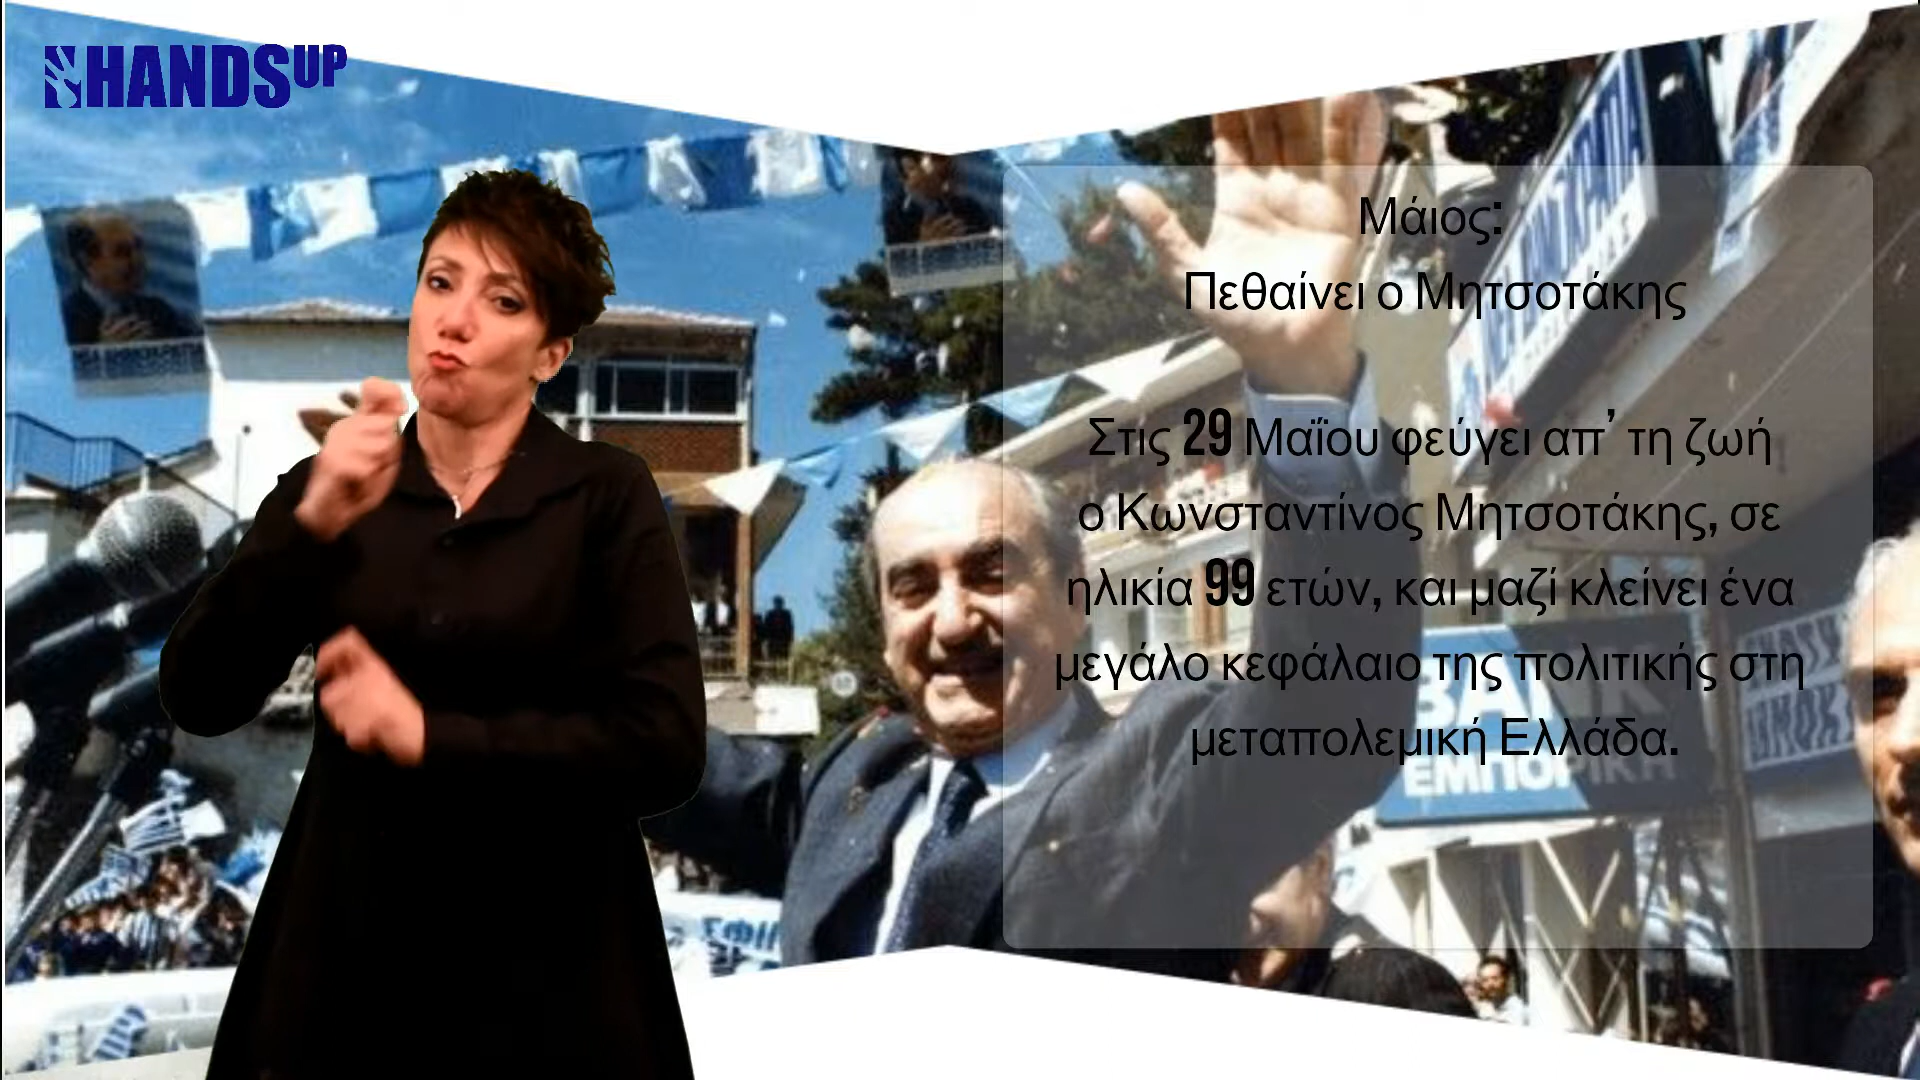 HANDSUP
Μάιος:
Πεθαίνει ο Μητσοτάκης
Στις 29 Μαΐου φεύγει απ' τη ζωή
ο Κωνσταντίνος Μητσοτάκης, σε
ηλικία 99 ετών, και μαζί κλείνει ένα
μεγάλο κεφάλαιο της πολιτικής στη
μεταπολεμική Ελλάδα.
ΕΜΠΟΡΙΚΗ